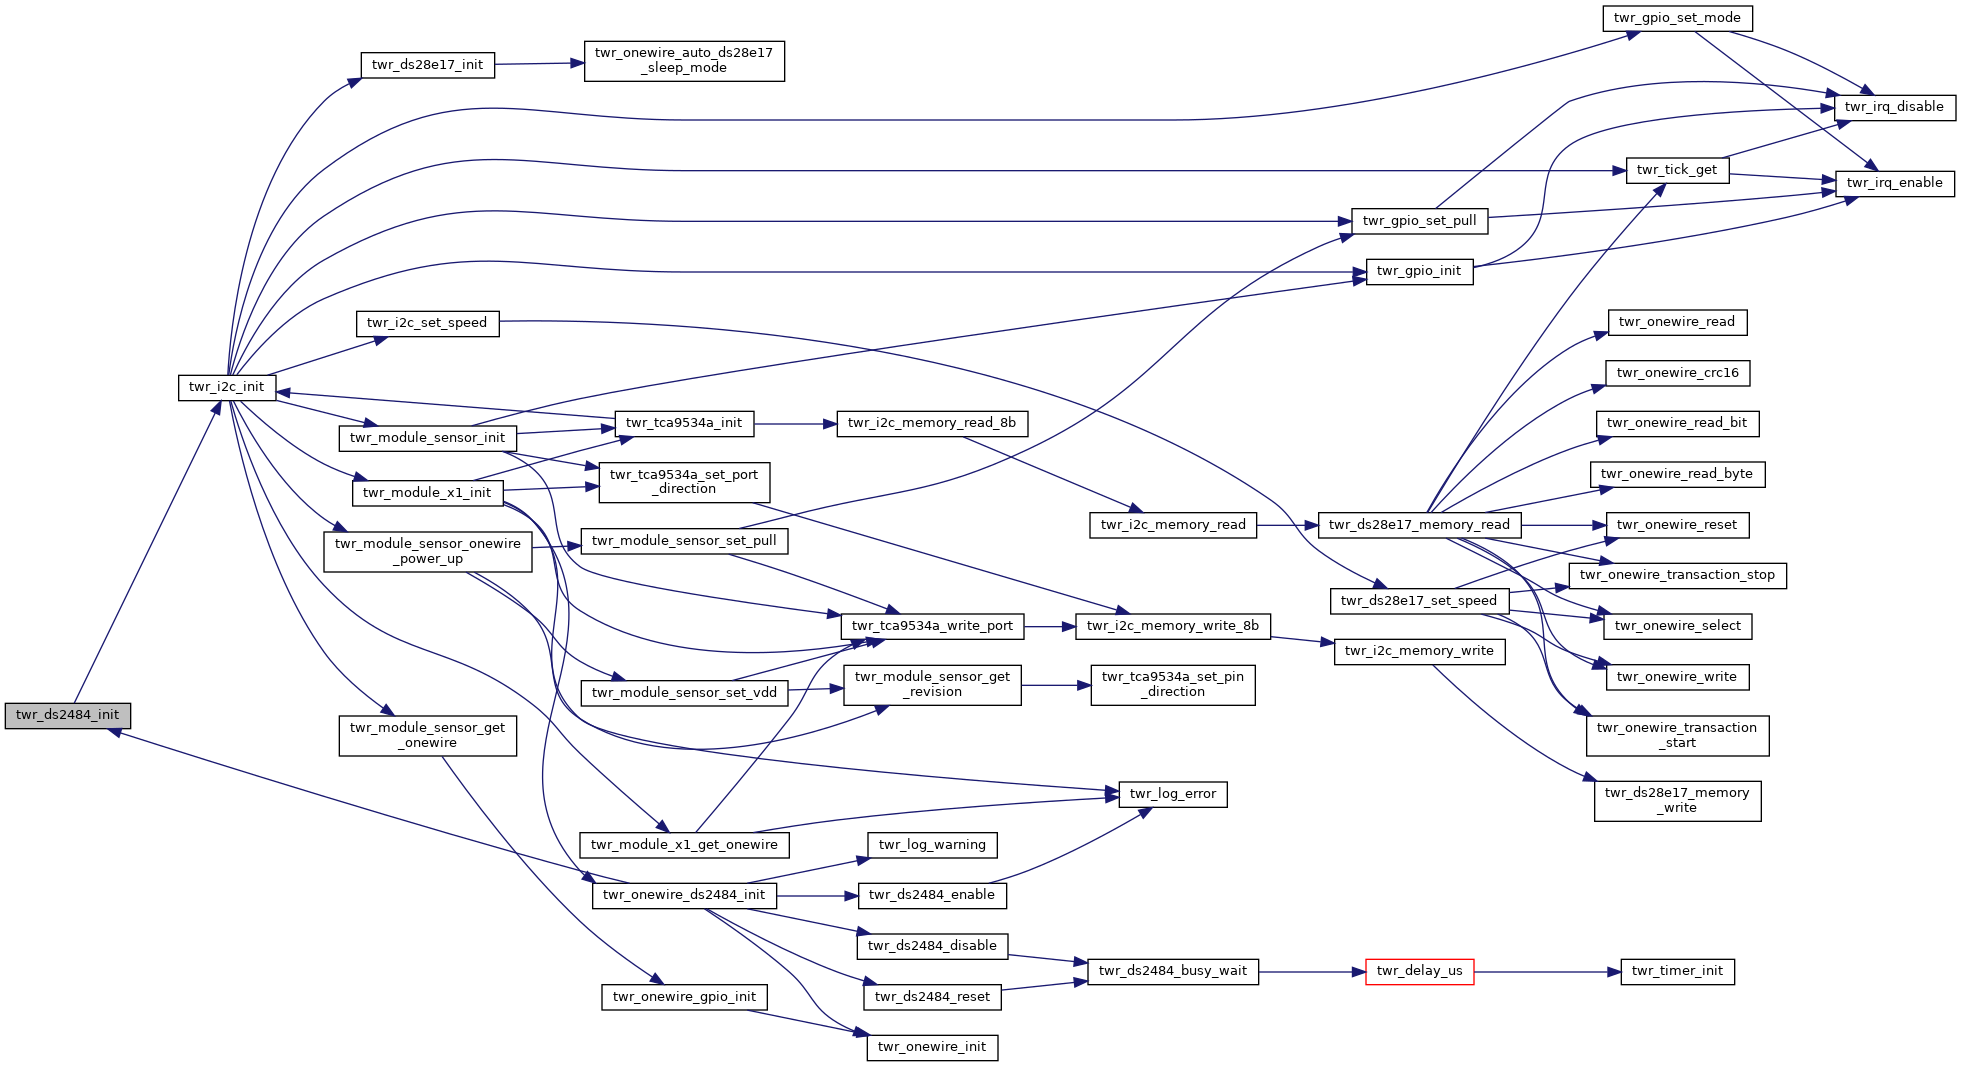 twr_ds2484_init
twr_i2c_init
twr_ds28e17_init
twr_onewire_auto_ds28e17
_sleep_mode
twr_i2c_set_speed
twr_module_sensor_init
twr_module_x1_init
twr_module_sensor_onewire
_power_up
twr_module_sensor_get
_onewire
twr_tca9534a_init
twr_tca9534a_set_port
_direction
twr_module_sensor_set_pull
twr_module_sensor_set_vdd
twr_module_x1_get_onewire
twr_onewire_ds2484_init
twr_onewire_gpio_init
twr_i2c_memory_read_8b
twr_tca9534a_write_port
twr_module_sensor_get
_revision
twr_log_warning
twr_ds2484_enable
twr_ds2484_disable
twr_ds2484_reset
twr_onewire_init
twr_i2c_memory_read
twr_i2c_memory_write_8b
twr_tca9534a_set_pin
_direction
twr_log_error
twr_ds2484_busy_wait
twr_gpio_set_pull
twr_gpio_init
twr_ds28e17_memory_read
twr_ds28e17_set_speed
twr_i2c_memory_write
twr_delay_us
twr_gpio_set_mode
twr_tick_get
twr_onewire_read
twr_onewire_crc16
twr_onewire_read_bit
twr_onewire_read_byte
twr_onewire_reset
twr_onewire_transaction_stop
twr_onewire_select
twr_onewire_write
twr_onewire_transaction
_start
twr_ds28e17_memory
_write
twr_timer_init
twr_irq_disable
twr_irq_enable